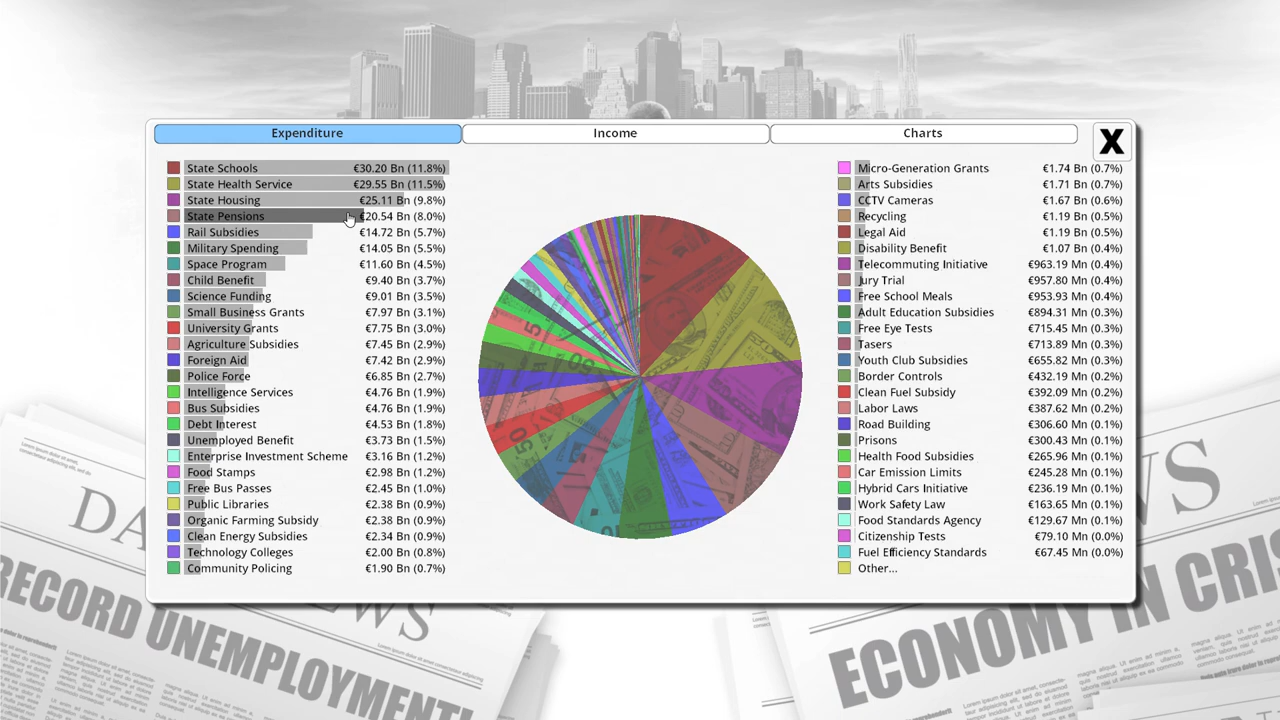 Expenditure
Income
Charts
X
State Schools €30.20 Bn (11.8%)
State Health Service €29.55 Bn (11.5%)
State Housing €25.11 Bn (9.8%)
State Pensions €20.54 Bn (8.0%)
Rail Subsidies €14.72 Bn (5.7%)
Military Spending €14.05 Bn (5.5%)
Space Program €11.60 Bn (4.5%)
Child Benefit €9.40 Bn (3.7%)
Science Funding €9.01 Bn (3.5%)
Small Business Grants €7.97 Bn (3.1%)
University Grants €7.75 Bn (3.0%)
Agriculture Subsidies €7.45 Bn (2.9%)
Foreign Aid €7.42 Bn (2.9%)
Police Force €6.85 Bn (2.7%)
Intelligence Services €4.76 Bn (1.9%)
Bus Subsidies €4.76 Bn (1.9%)
Debt Interest €4.53 Bn (1.8%)
Unemployed Benefit €3.73 Bn (1.5%)
Enterprise Investment Scheme €3.16 Bn (1.2%)
Food Stamps €2.98 Bn (1.2%)
Free Bus Passes €2.45 Bn (1.0%)
Public Libraries €2.38 Bn (0.9%)
Organic Farming Subsidy €2.38 Bn (0.9%)
Clean Energy Subsidies €2.34 Bn (0.9%)
Technology Colleges €2.00 Bn (0.8%)
Community Policing €1.90 Bn (0.7%)
Micro-Generation Grants €1.74 Bn (0.7%)
Arts Subsidies €1.71 Bn (0.7%)
CCTV Cameras €1.67 Bn (0.6%)
Recycling €1.19 Bn (0.5%)
Legal Aid €1.19 Bn (0.5%)
Disability Benefit €1.07 Bn (0.4%)
Telecommuting Initiative €963.19 Mn (0.4%)
Jury Trial €957.80 Mn (0.4%)
Free School Meals €953.93 Mn (0.4%)
Adult Education Subsidies €894.31 Mn (0.3%)
Free Eye Tests €715.45 Mn (0.3%)
Tasers €713.89 Mn (0.3%)
Youth Club Subsidies €655.82 Mn (0.3%)
Border Controls €432.19 Mn (0.2%)
Clean Fuel Subsidy €392.09 Mn (0.2%)
Labor Laws €387.62 Mn (0.2%)
Road Building €306.60 Mn (0.1%)
Prisons €300.43 Mn (0.1%)
Health Food Subsidies €265.96 Mn (0.1%)
Car Emission Limits €245.28 Mn (0.1%)
Hybrid Cars Initiative €236.19 Mn (0.1%)
Work Safety Law €163.65 Mn (0.1%)
Food Standards Agency €129.67 Mn (0.1%)
Citizenship Tests €79.10 Mn (0.0%)
Fuel Efficiency Standards €67.45 Mn (0.0%)
Other...
RECORD UNEMPLOYMENT!
ECONOMY IN CRIS